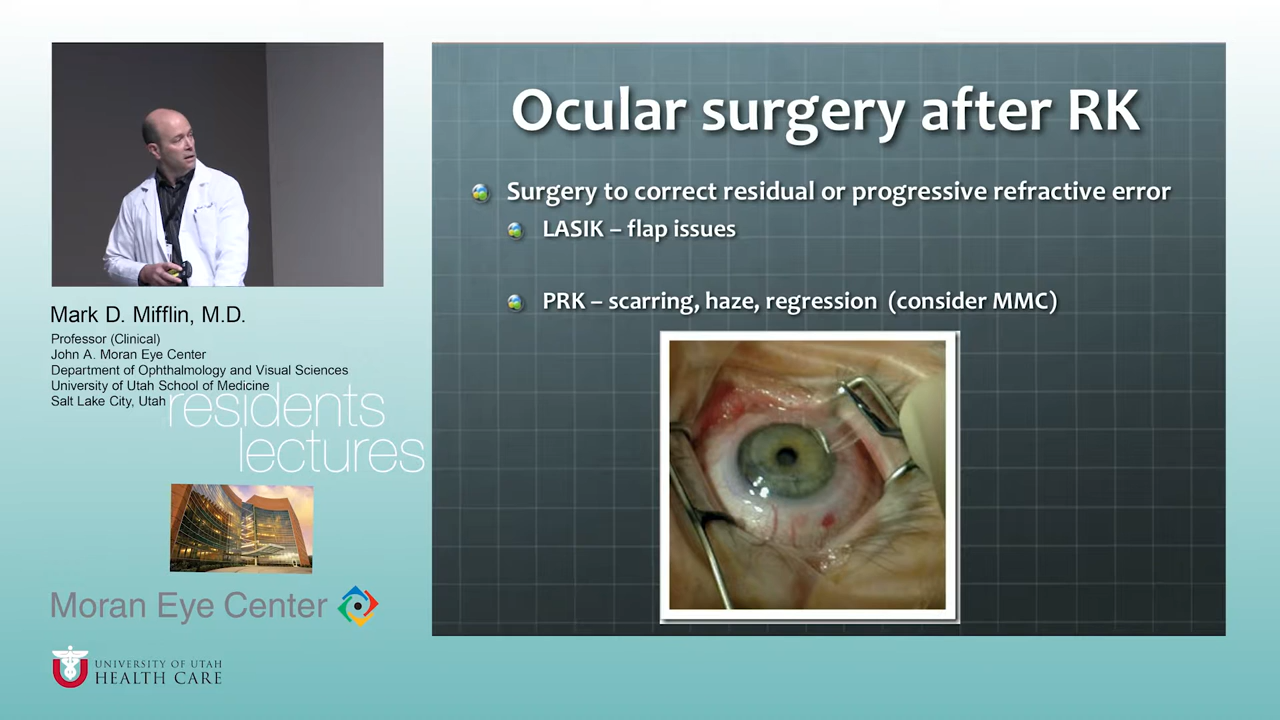 Ocular surgery after RK
Surgery to correct residual or progressive refractive error
LASIK – flap issues
PRK – scarring, haze, regression (consider MMC)
Mark D. Mifflin, M.D.
Professor (Clinical)
John A. Moran Eye Center
Department of Ophthalmology and Visual Sciences
University of Utah School of Medicine
Salt Lake City, Utah
residents
lectures
Moran Eye Center
UNIVERSITY OF UTAH
HEALTH CARE